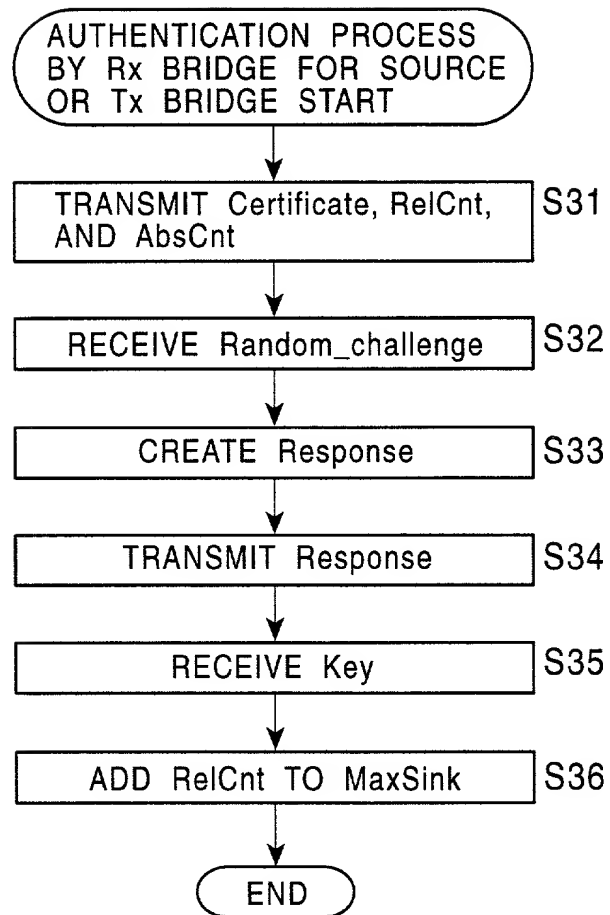 AUTHENTICATION PROCESS
BY Rx BRIDGE FOR SOURCE
OR Tx BRIDGE START
TRANSMIT Certificate, RelCnt,
AND AbsCnt
S31
RECEIVE Random_challenge
S32
CREATE Response
S33
TRANSMIT Response
S34
RECEIVE Key
S35
ADD RelCnt TO MaxSink
S36
END